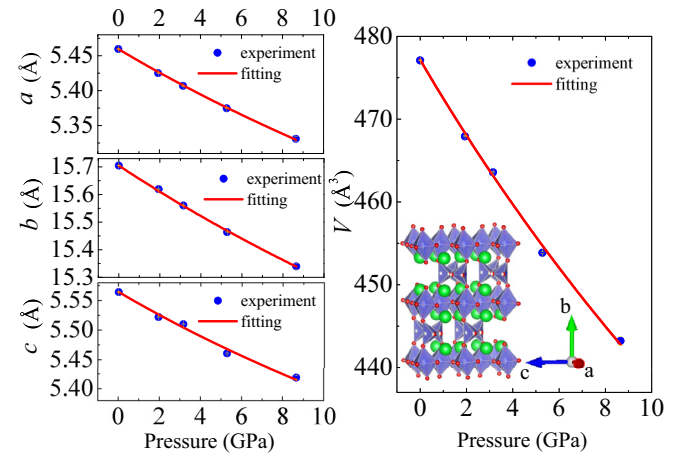 0 2 4 6 8 10
5.45
5.40
5.35
a (Å)
experiment
fitting
15.7
15.6
15.5
15.4
15.3
b (Å)
experiment
fitting
5.55
5.50
5.45
5.40
c (Å)
experiment
fitting
0 2 4 6 8 10
Pressure (GPa)
480
470
460
450
440
V (Å³)
experiment
fitting
b
c
a
0 2 4 6 8 10
Pressure (GPa)